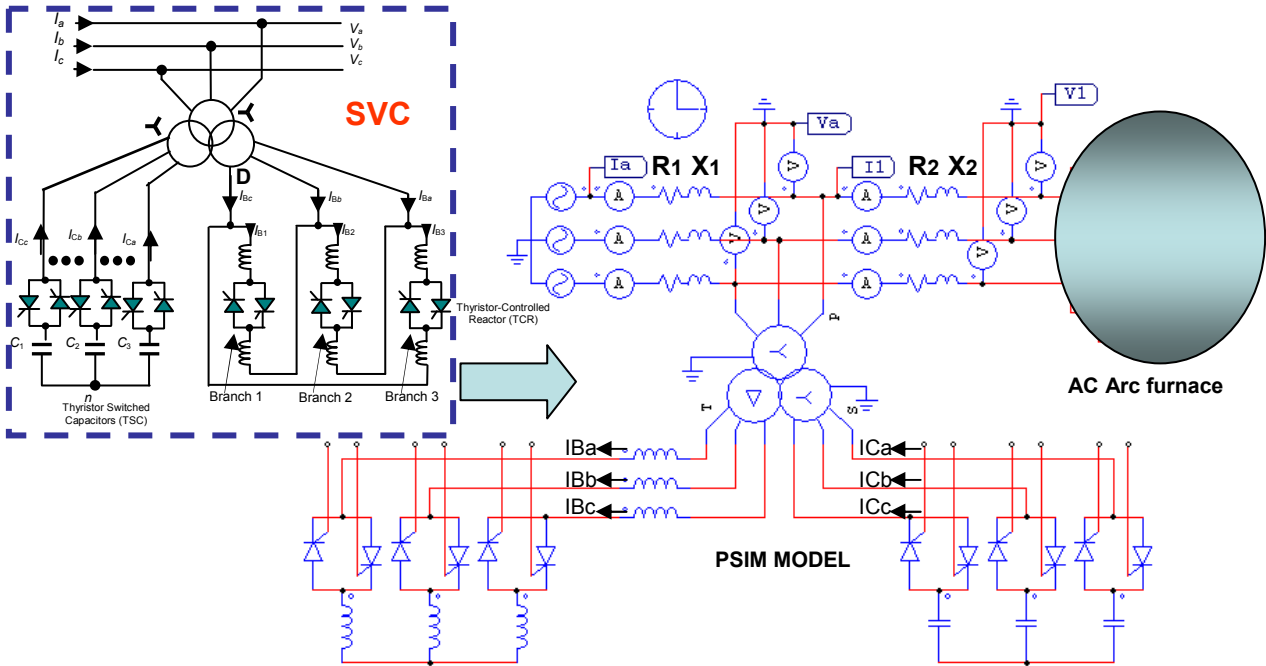 Ia
Ib
Ic
Va
Vb
Vc
SVC
D
IBc
IBb
IBa
ICc
ICb
ICa
IB1
IB2
IB3
C1
C2
C3
n
Thyristor Switched
Capacitors (TSC)
Branch 1
Branch 2
Branch 3
Thyristor-Controlled
Reactor (TCR)
Ia
R1 X1
Va
I1
R2 X2
V1
A
A
V
V
V
V
V
V
A
A
A
A
P
T
S
AC Arc furnace
IBa
IBb
IBc
ICa
ICb
ICc
PSIM MODEL